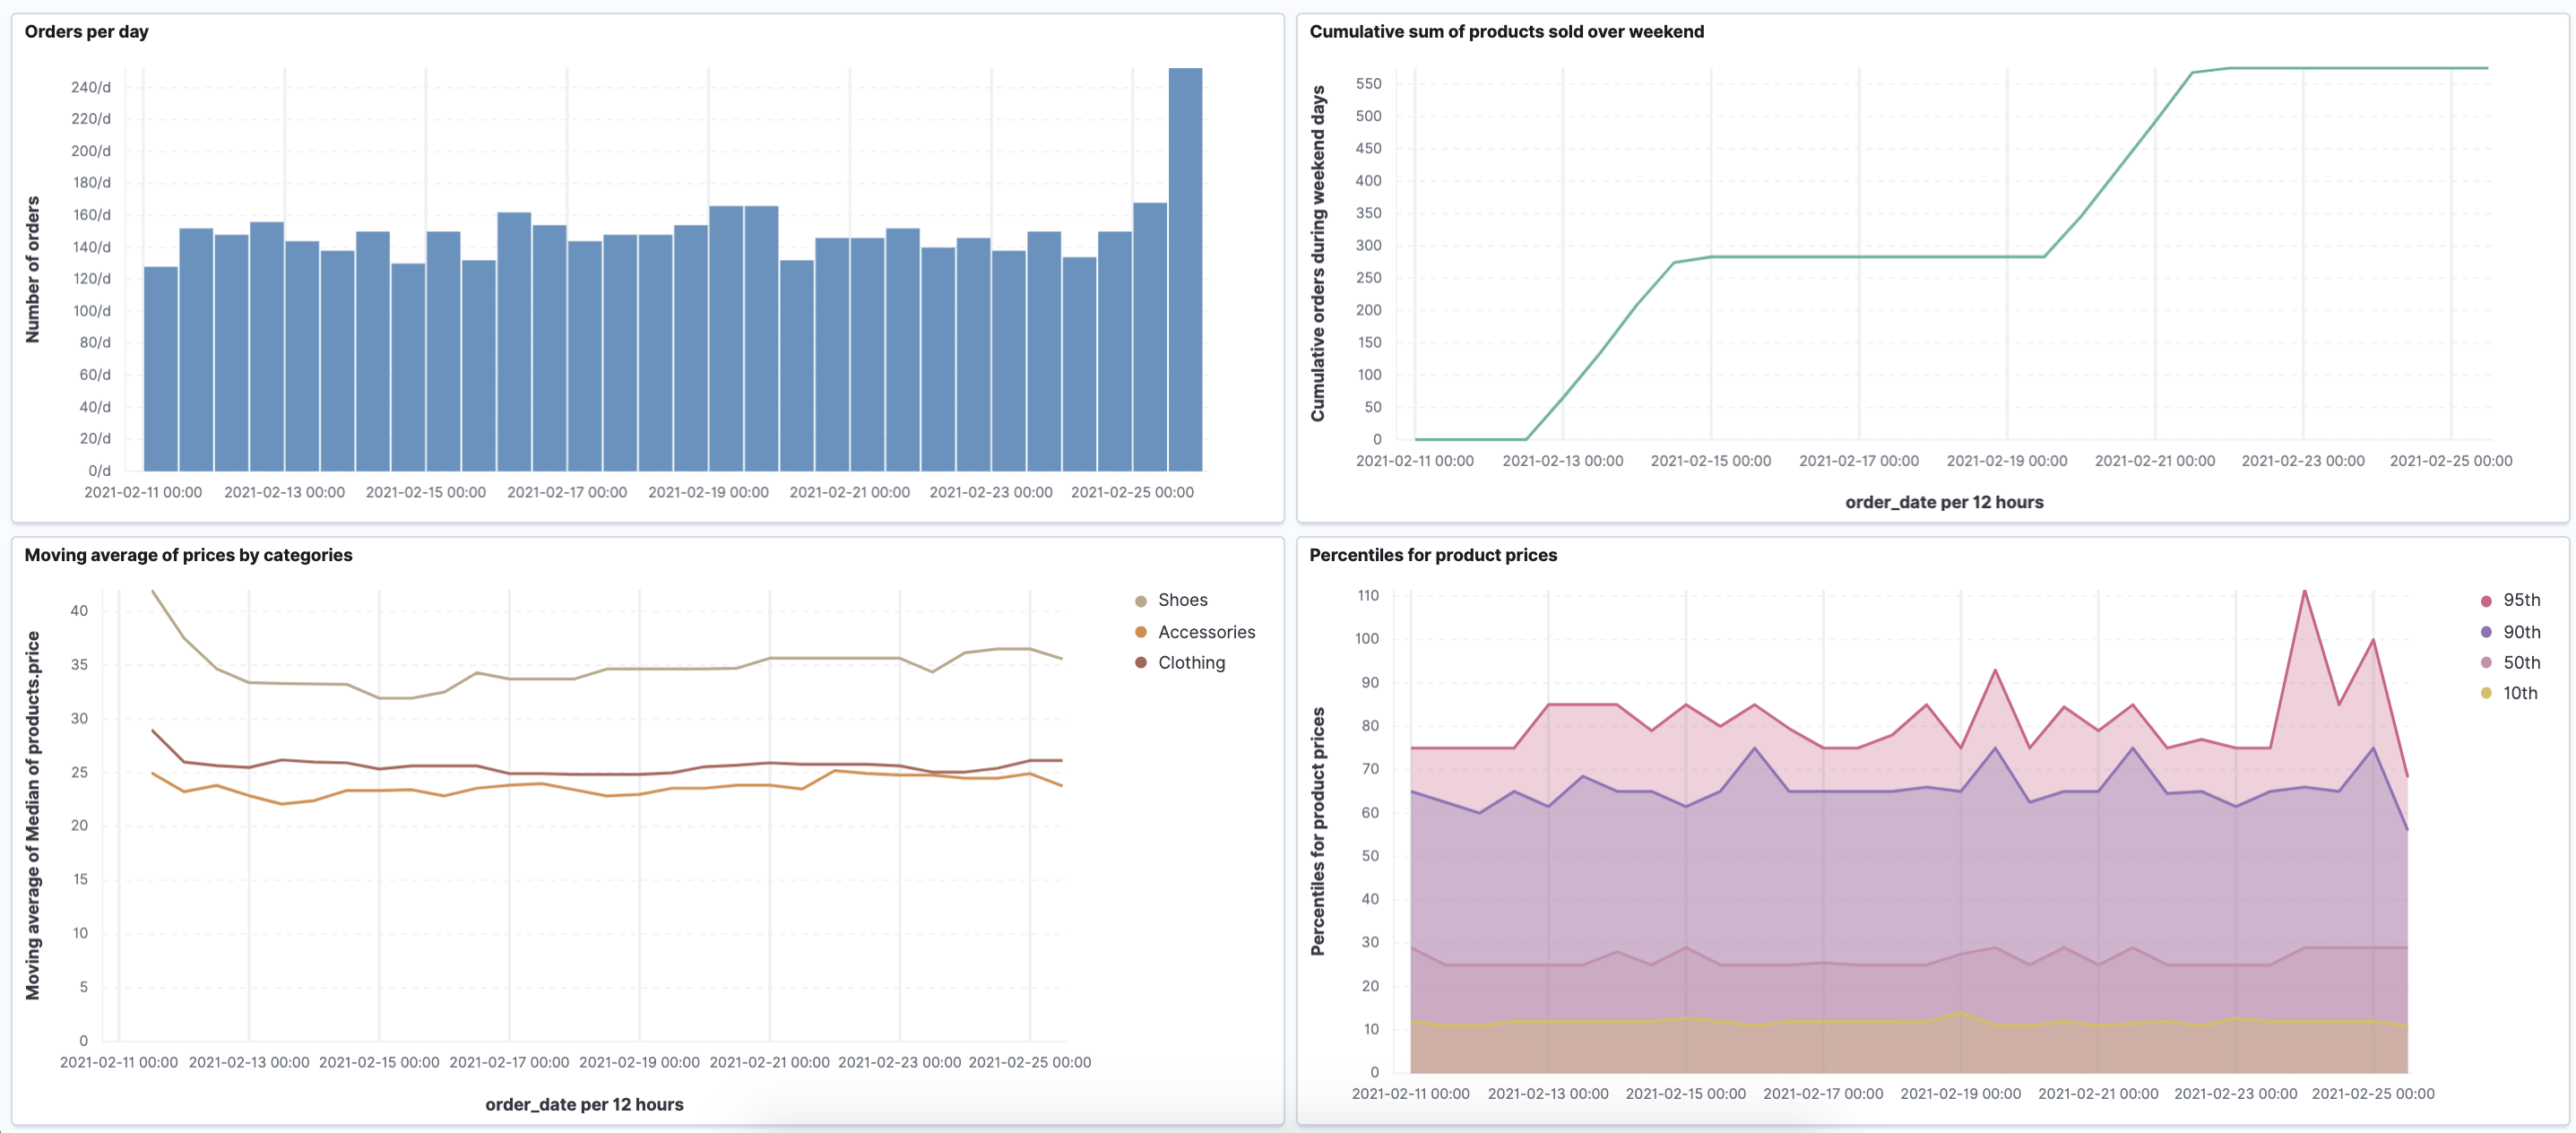 Orders per day
Number of orders
240/d
220/d
200/d
180/d
160/d
140/d
120/d
100/d
80/d
60/d
40/d
20/d
0/d
2021-02-11 00:00 2021-02-13 00:00 2021-02-15 00:00 2021-02-17 00:00 2021-02-19 00:00 2021-02-21 00:00 2021-02-23 00:00 2021-02-25 00:00
Cumulative sum of products sold over weekend
Cumulative orders during weekend days
550
500
450
400
350
300
250
200
150
100
50
0
2021-02-11 00:00 2021-02-13 00:00 2021-02-15 00:00 2021-02-17 00:00 2021-02-19 00:00 2021-02-21 00:00 2021-02-23 00:00 2021-02-25 00:00
order_date per 12 hours
Moving average of prices by categories
Moving average of Median of products.price
40
35
30
25
20
15
10
5
0
2021-02-11 00:00 2021-02-13 00:00 2021-02-15 00:00 2021-02-17 00:00 2021-02-19 00:00 2021-02-21 00:00 2021-02-23 00:00 2021-02-25 00:00
order_date per 12 hours
Shoes
Accessories
Clothing
Percentiles for product prices
Percentiles for product prices
110
100
90
80
70
60
50
40
30
20
10
0
2021-02-11 00:00 2021-02-13 00:00 2021-02-15 00:00 2021-02-17 00:00 2021-02-19 00:00 2021-02-21 00:00 2021-02-23 00:00 2021-02-25 00:00
95th
90th
50th
10th